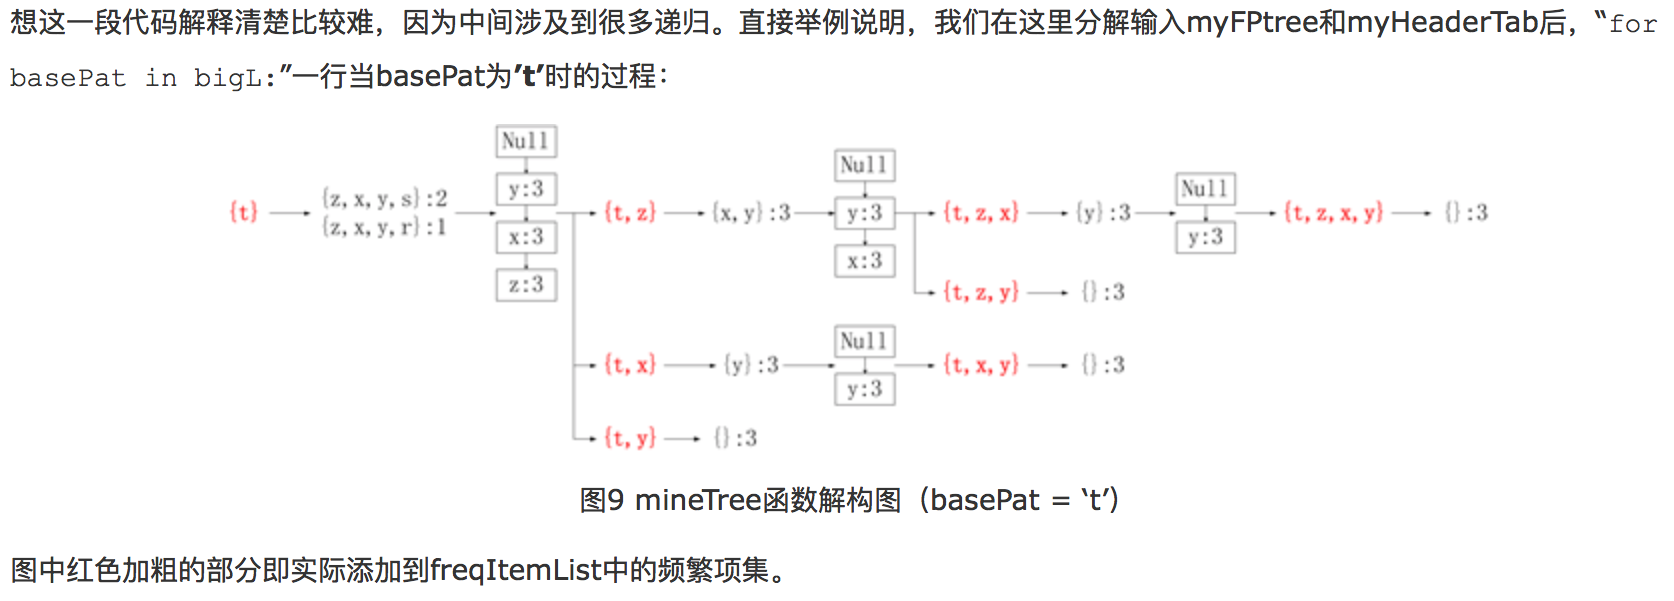 想这一段代码解释清楚比较难，因为中间涉及到很多递归。直接举例说明，我们在这里分解输入myFPtree和myHeaderTab后，“for
basePat in bigL:”一行当basePat为’t’时的过程：
Null
y:3
x:3
z:3
{t}
{z, x, y, s} :2
{z, x, y, r} :1
{t, z}
{x, y} :3
Null
y:3
x:3
{t, z, x}
{y} :3
Null
y:3
{t, z, x, y}
{} :3
{t, z, y}
{} :3
{t, x}
{y} :3
Null
y:3
{t, x, y}
{} :3
{t, y}
{} :3
图9 mineTree函数解构图（basePat = ‘t’）
图中红色加粗的部分即实际添加到freqItemList中的频繁项集。